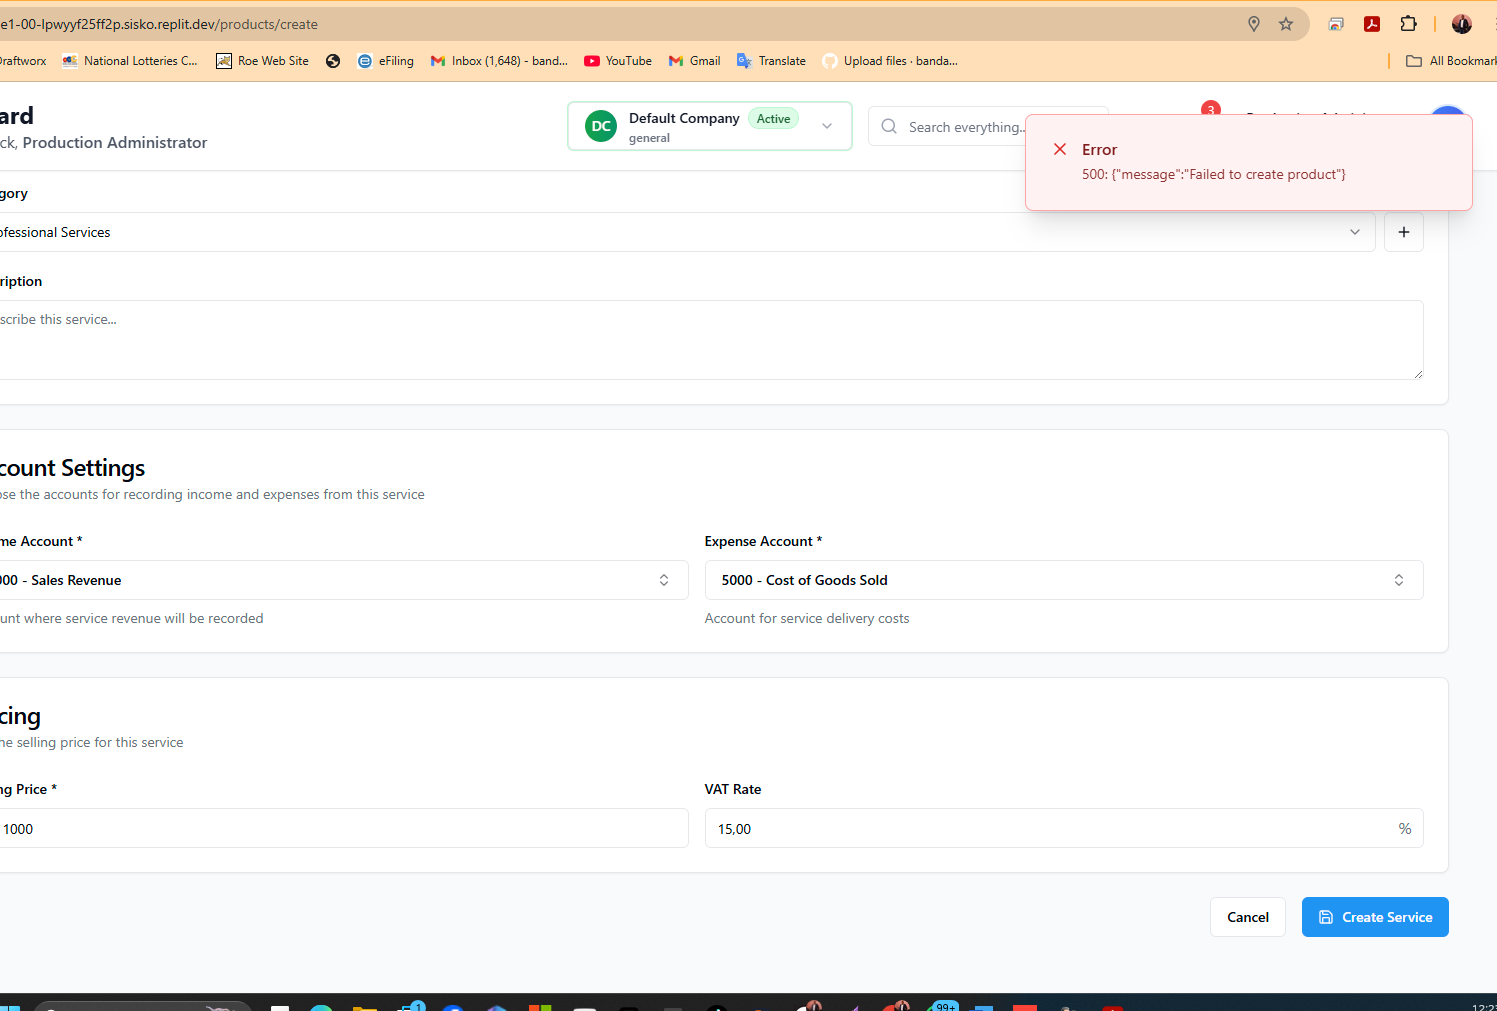 e1-00-lpwyyf25ff2p.sisko.replit.dev/products/create
Draftworx National Lotteries C... Roe Web Site eFiling Inbox (1,648) - band... YouTube Gmail Translate Upload files · banda... All Bookmark
ard
ck, Production Administrator
DC Default Company Active
general
Search everything...
3
Error
500: {"message":"Failed to create product"}
gory
ofessional Services
ription
scribe this service...
count Settings
ose the accounts for recording income and expenses from this service
me Account *
Expense Account *
000 - Sales Revenue
5000 - Cost of Goods Sold
unt where service revenue will be recorded
Account for service delivery costs
cing
he selling price for this service
ng Price *
VAT Rate
1000
15,00 %
Cancel Create Service
1 99+